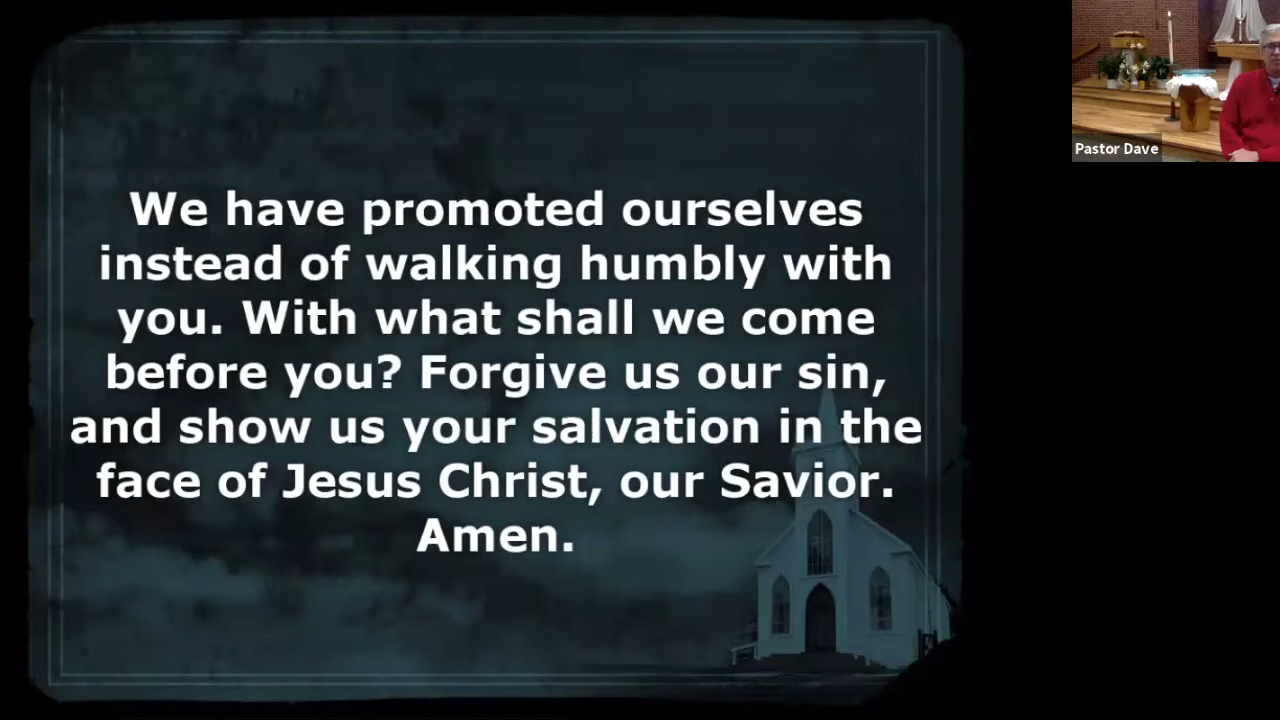 We have promoted ourselves
instead of walking humbly with
you. With what shall we come
before you? Forgive us our sin,
and show us your salvation in the
face of Jesus Christ, our Savior.
Amen.
Pastor Dave